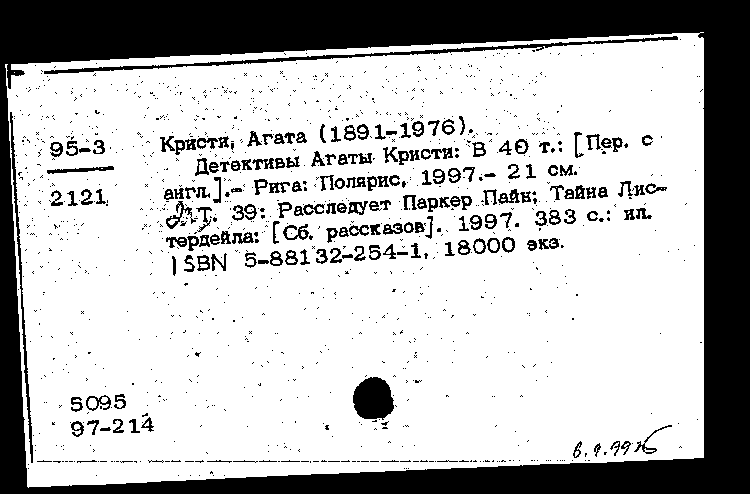 95-3
2121
Кристи, Агата (1891-1976).
Детективы Агаты Кристи: В 40 т.: [Пер. с
англ.].- Рига: Полярис, 1997.- 21 см.
Т. 39: Расследует Паркер Пайн; Тайна Лис-
тердейла: [Сб. рассказов]. 1997. 383 с.: ил.
ISBN 5-88132-254-1, 18000 экз.
5095
97-214